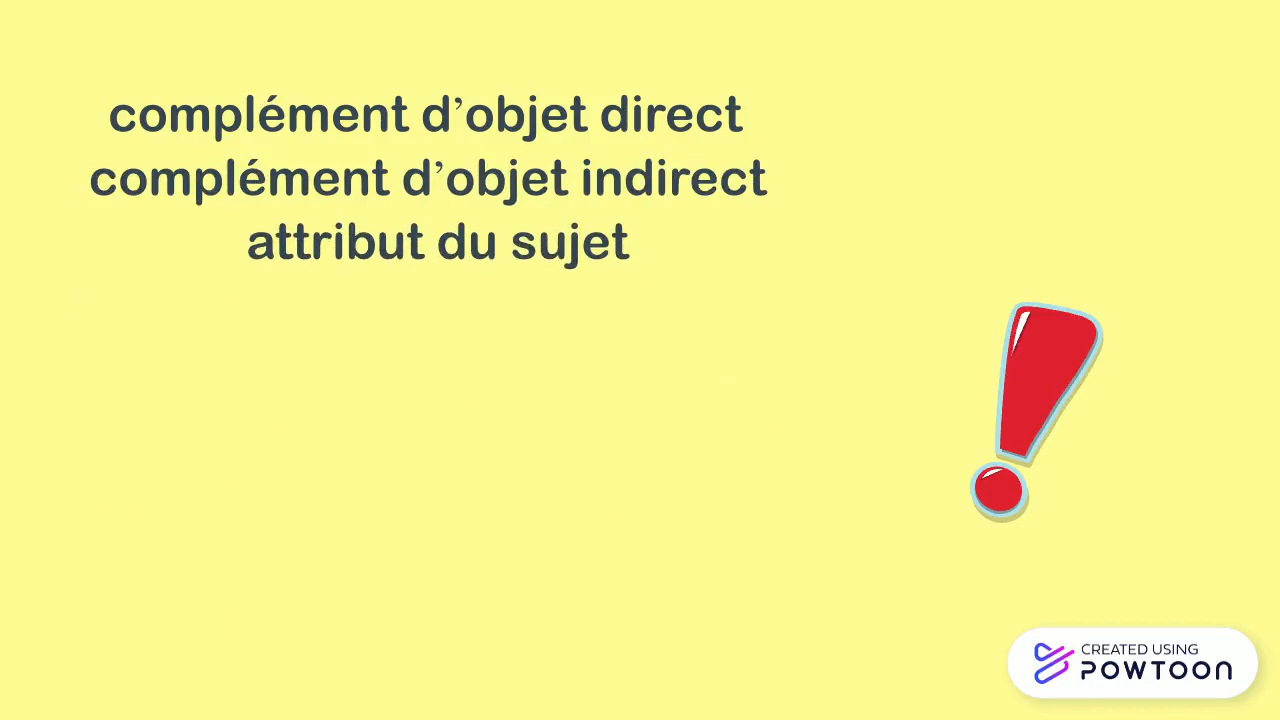 complément d’objet direct
complément d’objet indirect
attribut du sujet
CREATED USING
POWTOON